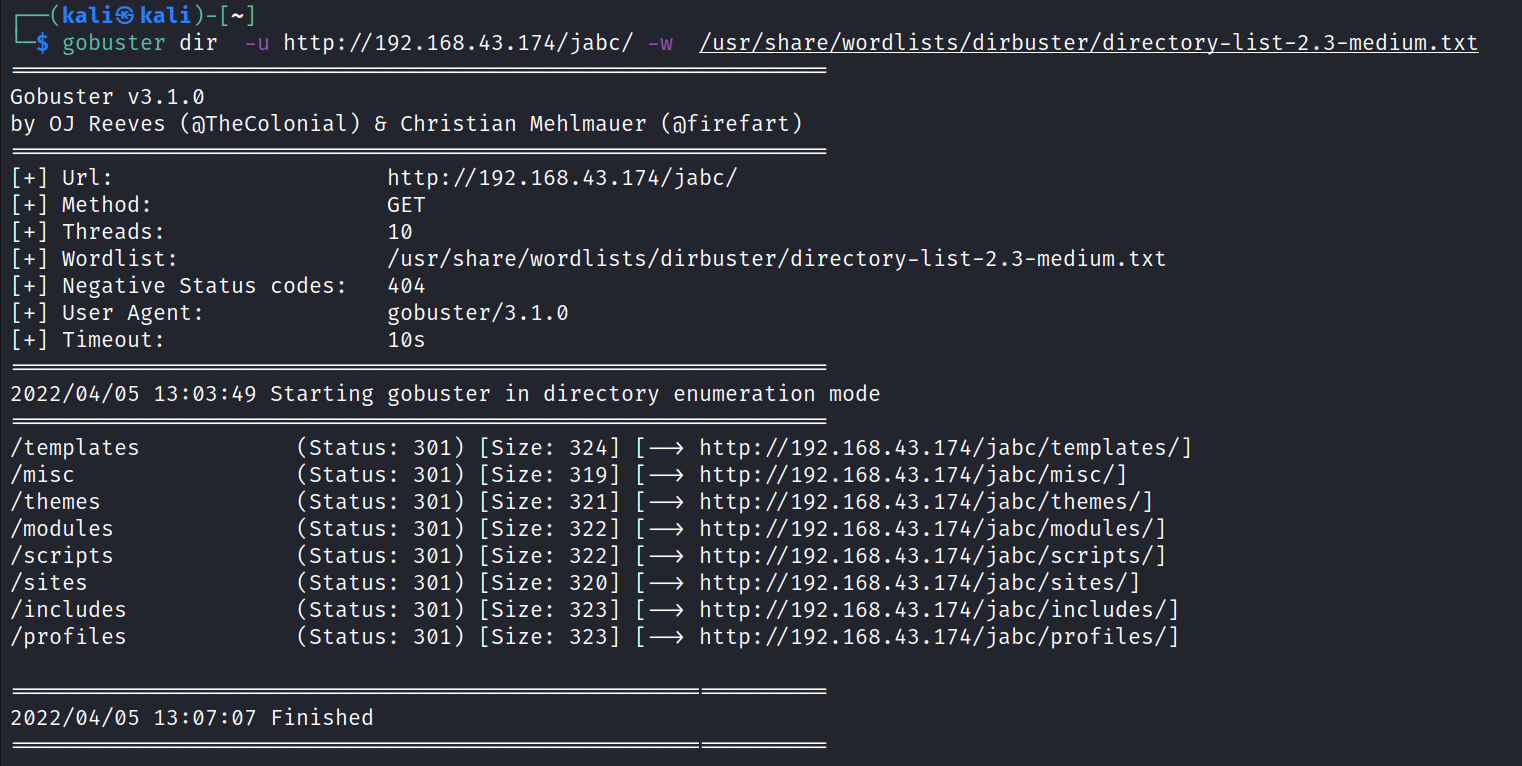 ┌──(kali㉿kali)-[~]
└─$ gobuster dir  -u http://192.168.43.174/jabc/ -w  /usr/share/wordlists/dirbuster/directory-list-2.3-medium.txt
===============================================================
Gobuster v3.1.0
by OJ Reeves (@TheColonial) & Christian Mehlmauer (@firefart)
===============================================================
[+] Url:                     http://192.168.43.174/jabc/
[+] Method:                  GET
[+] Threads:                 10
[+] Wordlist:                /usr/share/wordlists/dirbuster/directory-list-2.3-medium.txt
[+] Negative Status codes:   404
[+] User Agent:              gobuster/3.1.0
[+] Timeout:                 10s
===============================================================
2022/04/05 13:03:49 Starting gobuster in directory enumeration mode
===============================================================
/templates            (Status: 301) [Size: 324] [--> http://192.168.43.174/jabc/templates/]
/misc                 (Status: 301) [Size: 319] [--> http://192.168.43.174/jabc/misc/]
/themes               (Status: 301) [Size: 321] [--> http://192.168.43.174/jabc/themes/]
/modules              (Status: 301) [Size: 322] [--> http://192.168.43.174/jabc/modules/]
/scripts              (Status: 301) [Size: 322] [--> http://192.168.43.174/jabc/scripts/]
/sites                (Status: 301) [Size: 320] [--> http://192.168.43.174/jabc/sites/]
/includes             (Status: 301) [Size: 323] [--> http://192.168.43.174/jabc/includes/]
/profiles             (Status: 301) [Size: 323] [--> http://192.168.43.174/jabc/profiles/]
===============================================================
2022/04/05 13:07:07 Finished
===============================================================